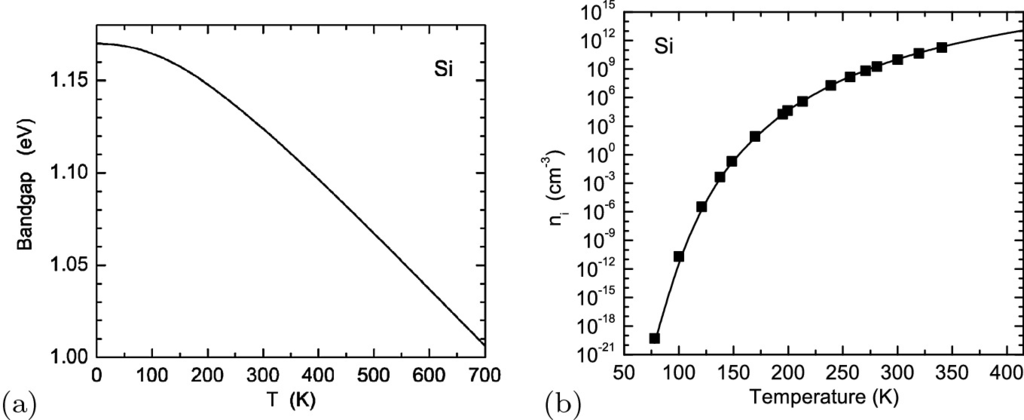 Si
1.15
1.10
1.05
1.00
Bandgap (eV)
0 100 200 300 400 500 600 700
T (K)
(a)
Si
10^15
10^12
10^9
10^6
10^3
10^0
10^-3
10^-6
10^-9
10^-12
10^-15
10^-18
10^-21
n_i (cm^-3)
50 100 150 200 250 300 350 400
Temperature (K)
(b)